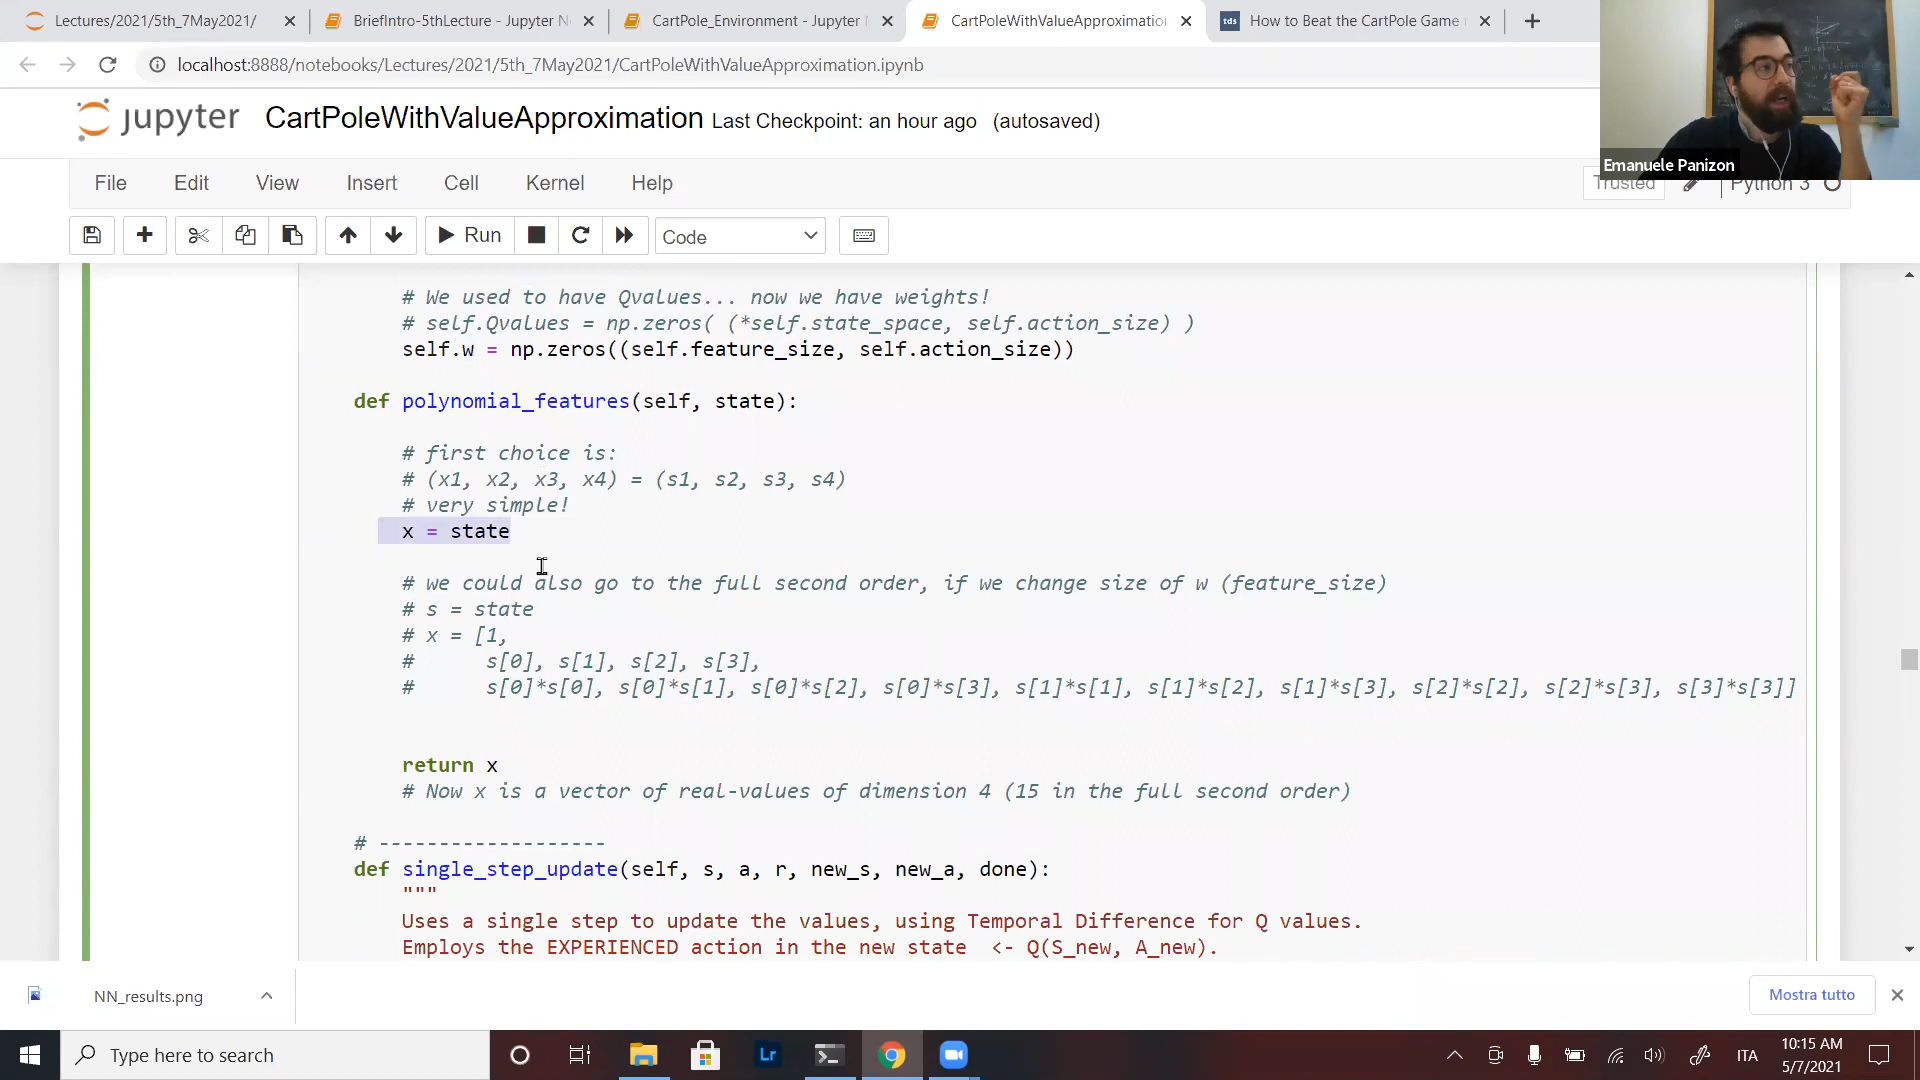 Lectures/2021/5th_7May2021/
BriefIntro-5thLecture - Jupyter N
CartPole_Environment - Jupyter
CartPoleWithValueApproximatio
tds How to Beat the CartPole Game
localhost:8888/notebooks/Lectures/2021/5th_7May2021/CartPoleWithValueApproximation.ipynb
jupyter CartPoleWithValueApproximation Last Checkpoint: an hour ago (autosaved)
Emanuele Panizon
File Edit View Insert Cell Kernel Help
Trusted Python 3
Run Code
# We used to have Qvalues... now we have weights!
# self.Qvalues = np.zeros( (*self.state_space, self.action_size) )
self.w = np.zeros((self.feature_size, self.action_size))
def polynomial_features(self, state):
# first choice is:
# (x1, x2, x3, x4) = (s1, s2, s3, s4)
# very simple!
x = state
# we could also go to the full second order, if we change size of w (feature_size)
# s = state
# x = [1,
# s[0], s[1], s[2], s[3],
# s[0]*s[0], s[0]*s[1], s[0]*s[2], s[0]*s[3], s[1]*s[1], s[1]*s[2], s[1]*s[3], s[2]*s[2], s[2]*s[3], s[3]*s[3]]
return x
# Now x is a vector of real-values of dimension 4 (15 in the full second order)
# -------------------
def single_step_update(self, s, a, r, new_s, new_a, done):
"""
Uses a single step to update the values, using Temporal Difference for Q values.
Employs the EXPERIENCED action in the new state <- Q(S_new, A_new).
NN_results.png
Mostra tutto
Type here to search
Lr
ITA
10:15 AM
5/7/2021